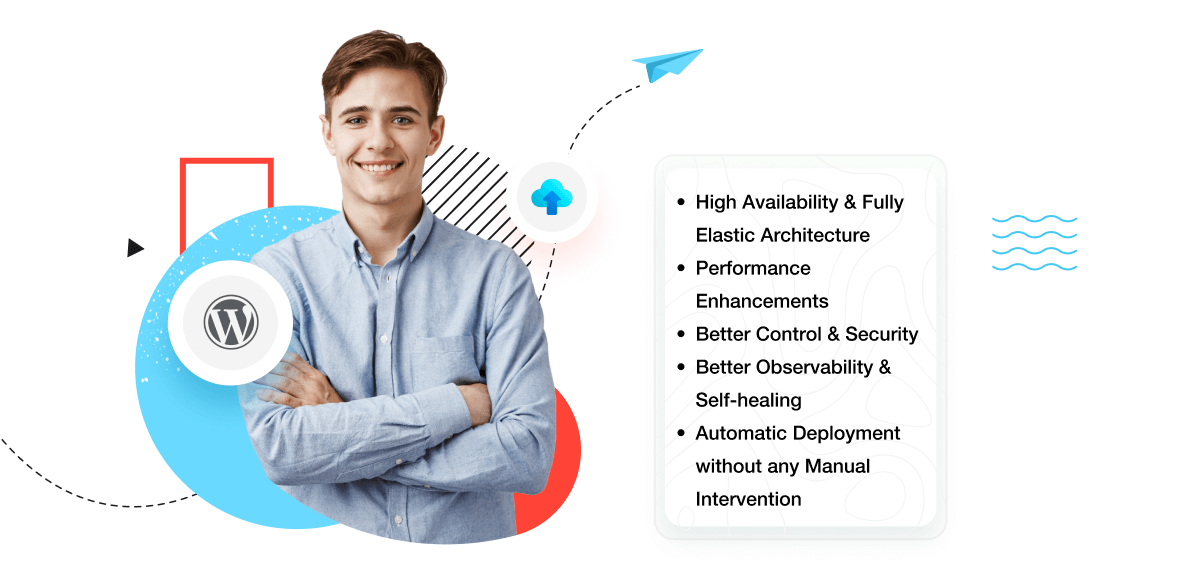 High Availability & Fully
Elastic Architecture
Performance
Enhancements
Better Control & Security
Better Observability &
Self-healing
Automatic Deployment
without any Manual
Intervention